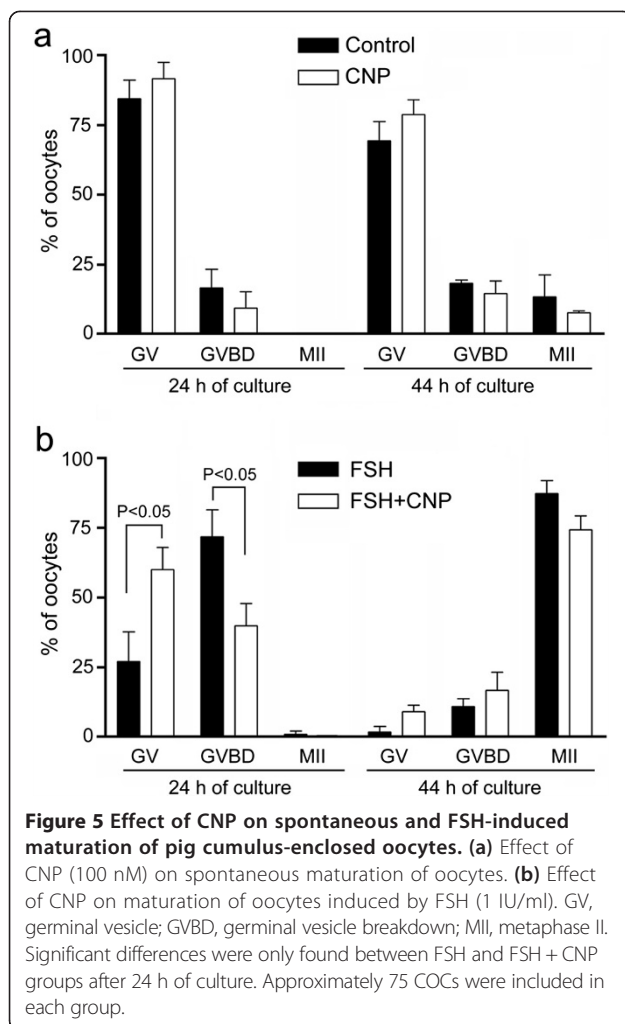 a
Control
CNP
% of oocytes
100
75
50
25
0
GV GVBD MII GV GVBD MII
24 h of culture 44 h of culture
b
FSH
FSH+CNP
% of oocytes
100
75
50
25
0
P<0.05
P<0.05
GV GVBD MII GV GVBD MII
24 h of culture 44 h of culture
Figure 5 Effect of CNP on spontaneous and FSH-induced
maturation of pig cumulus-enclosed oocytes. (a) Effect of
CNP (100 nM) on spontaneous maturation of oocytes. (b) Effect
of CNP on maturation of oocytes induced by FSH (1 IU/ml). GV,
germinal vesicle; GVBD, germinal vesicle breakdown; MII, metaphase II.
Significant differences were only found between FSH and FSH + CNP
groups after 24 h of culture. Approximately 75 COCs were included in
each group.